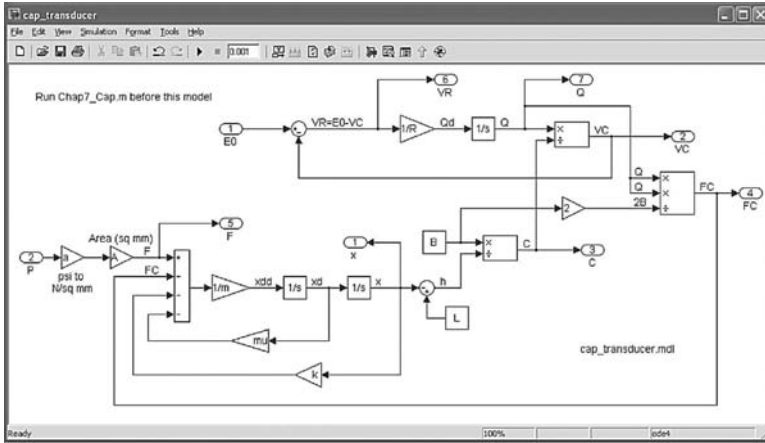 cap_transducer
File Edit View Simulation Format Tools Help
0.001
Run Chap7_Cap.m before this model
6
VR
7
Q
1
E0
VR=E0-VC
1/R
Qd
1/s
Q
×
÷
VC
2
VC
Q
Q
2B
×
×
÷
FC
4
FC
2
P
a
psi to
N/sq mm
Area (sq mm)
A
F
5
F
FC
+
+
-
-
1/m
xdd
1/s
xd
1/s
x
1
x
h
B
2
×
÷
C
3
C
L
mu
k
cap_transducer.mdl
Ready
100%
ode4